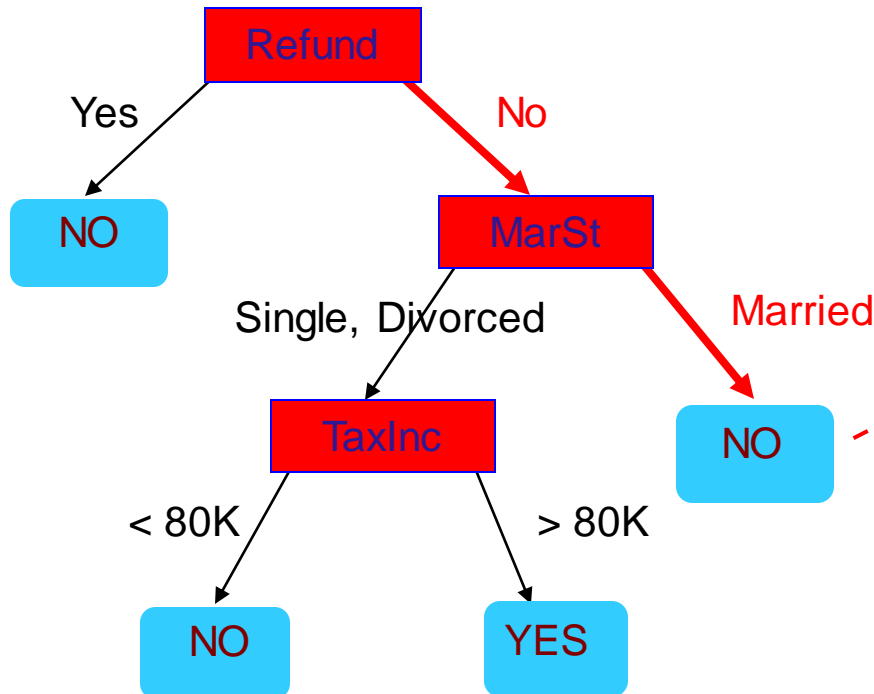 Refund
Yes
No
NO
MarSt
Single, Divorced
Married
TaxInc
NO
< 80K
> 80K
NO
YES